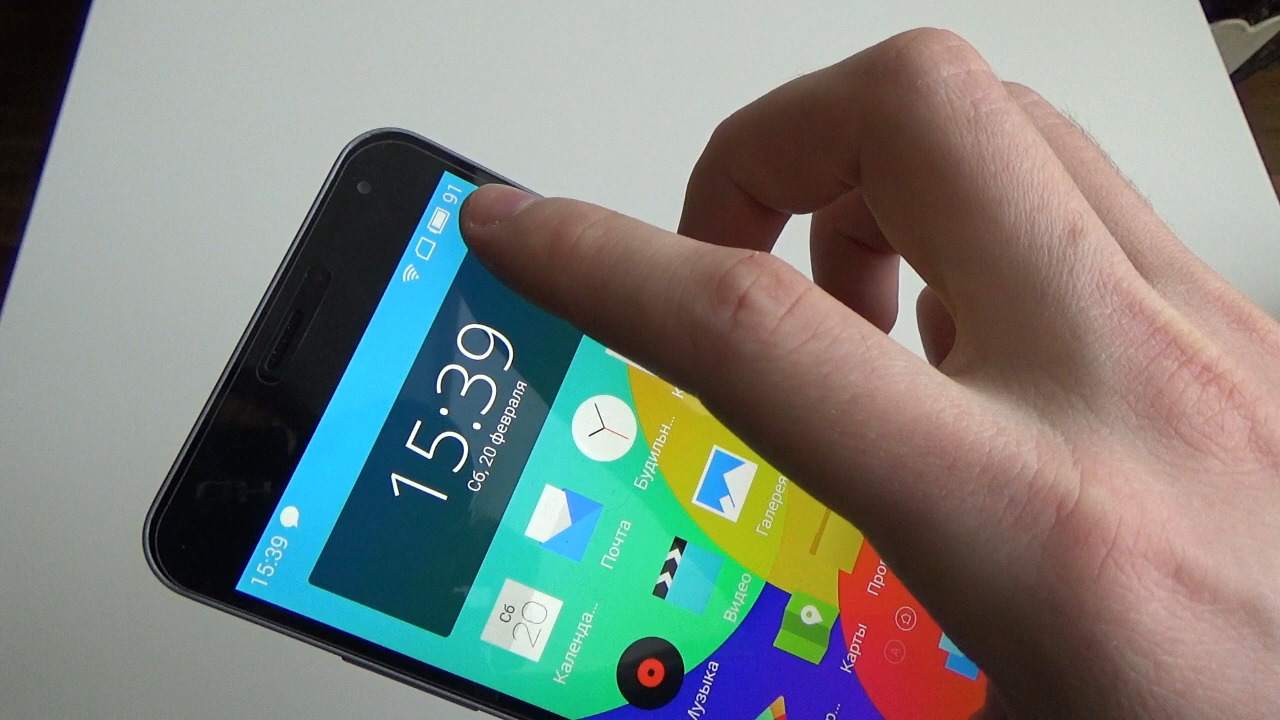 15:39
91
15:39
Сб, 20 февраля
Будильн...
Почта
Галерея
Сб
20
Календа...
Видео
Музыка
Карты